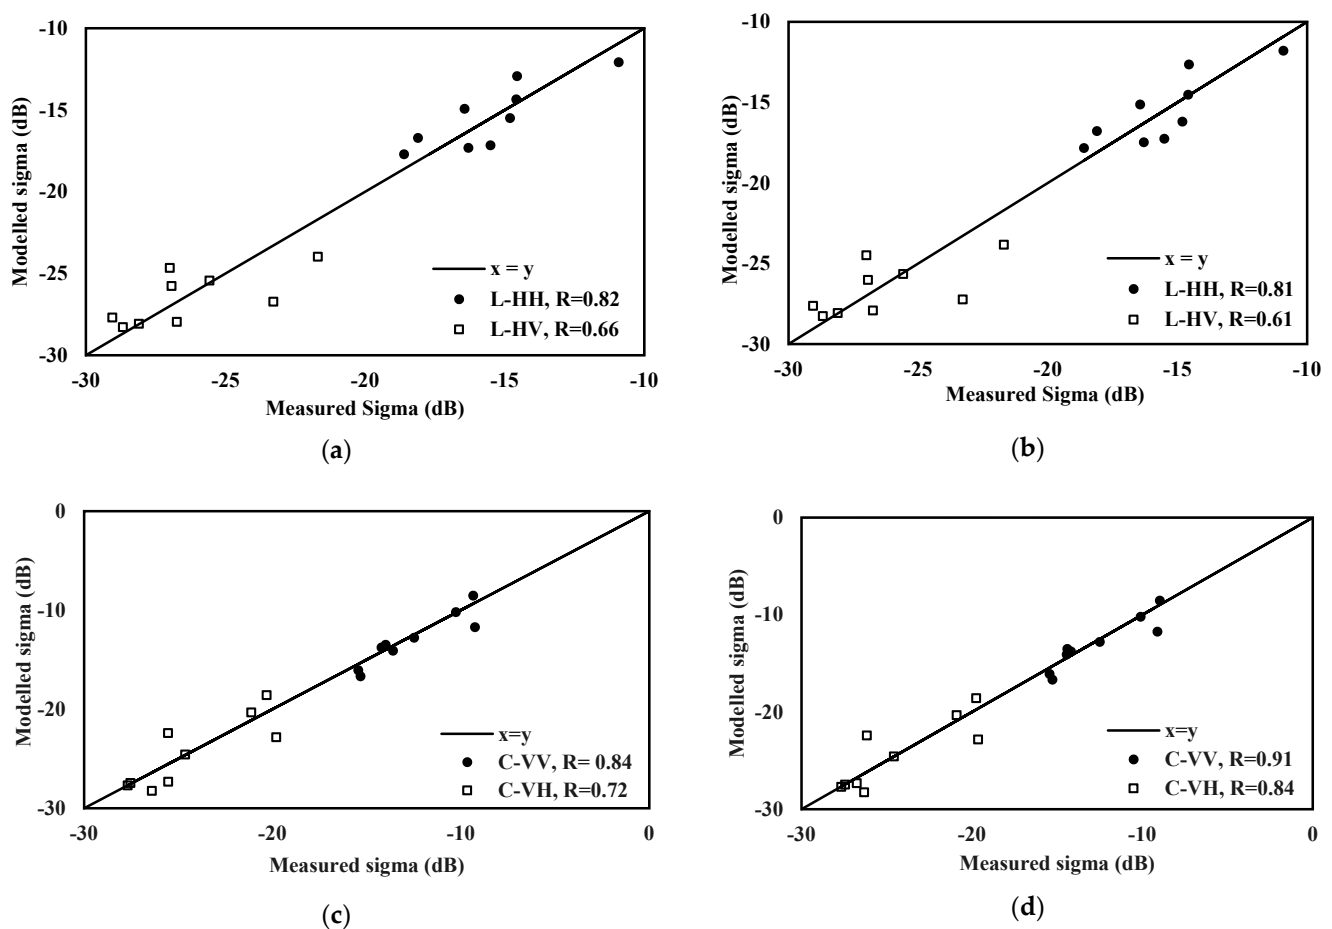 -10
-15
-20
-25
-30
Modelled sigma (dB)
x = y
L-HH, R=0.82
L-HV, R=0.66
-30 -25 -20 -15 -10
Measured Sigma (dB)
(a)
-10
-15
-20
-25
-30
Modelled sigma (dB)
x = y
L-HH, R=0.81
L-HV, R=0.61
-30 -25 -20 -15 -10
Measured Sigma (dB)
(b)
0
-10
-20
-30
Modelled sigma (dB)
x=y
C-VV, R= 0.84
C-VH, R=0.72
-30 -20 -10 0
Measured sigma (dB)
(c)
0
-10
-20
-30
Modelled sigma (dB)
x=y
C-VV, R=0.91
C-VH, R=0.84
-30 -20 -10 0
Measured sigma (dB)
(d)